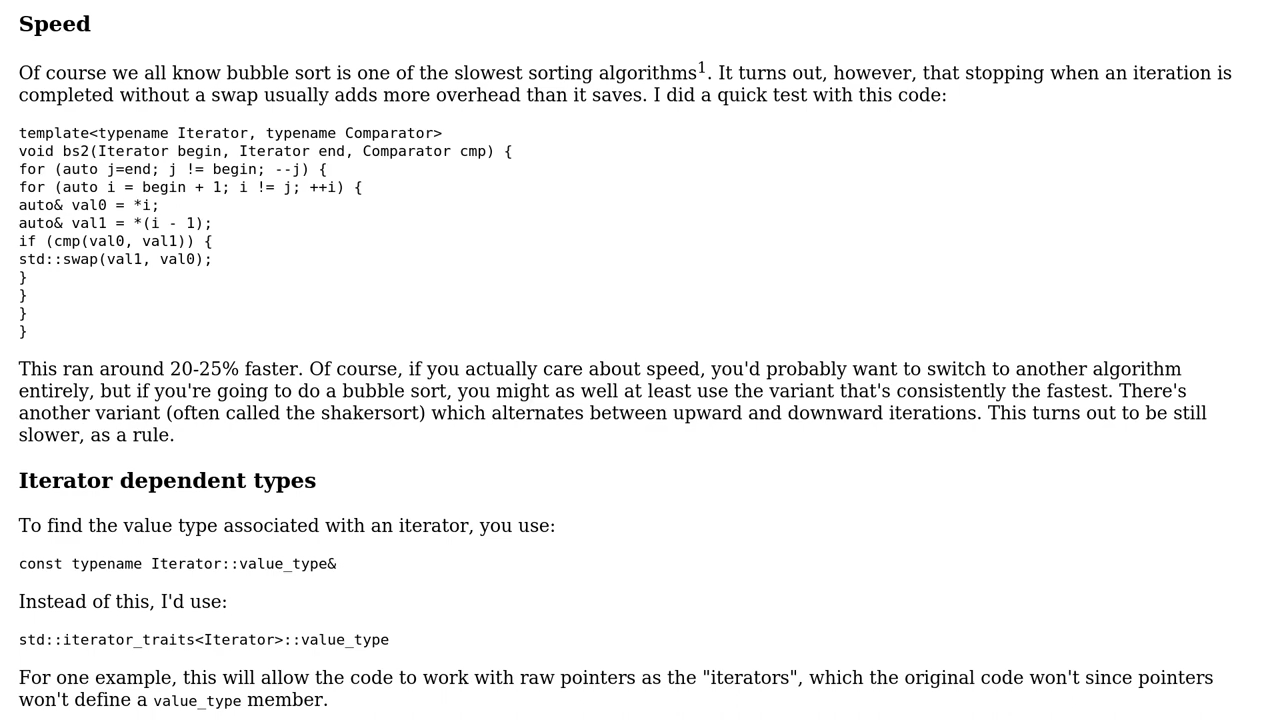 Speed
Of course we all know bubble sort is one of the slowest sorting algorithms1. It turns out, however, that stopping when an iteration is
completed without a swap usually adds more overhead than it saves. I did a quick test with this code:
template<typename Iterator, typename Comparator>
void bs2(Iterator begin, Iterator end, Comparator cmp) {
for (auto j=end; j != begin; --j) {
for (auto i = begin + 1; i != j; ++i) {
auto& val0 = *i;
auto& val1 = *(i - 1);
if (cmp(val0, val1)) {
std::swap(val1, val0);
}
}
}
}
This ran around 20-25% faster. Of course, if you actually care about speed, you'd probably want to switch to another algorithm
entirely, but if you're going to do a bubble sort, you might as well at least use the variant that's consistently the fastest. There's
another variant (often called the shakersort) which alternates between upward and downward iterations. This turns out to be still
slower, as a rule.
Iterator dependent types
To find the value type associated with an iterator, you use:
const typename Iterator::value_type&
Instead of this, I'd use:
std::iterator_traits<Iterator>::value_type
For one example, this will allow the code to work with raw pointers as the "iterators", which the original code won't since pointers
won't define a value_type member.